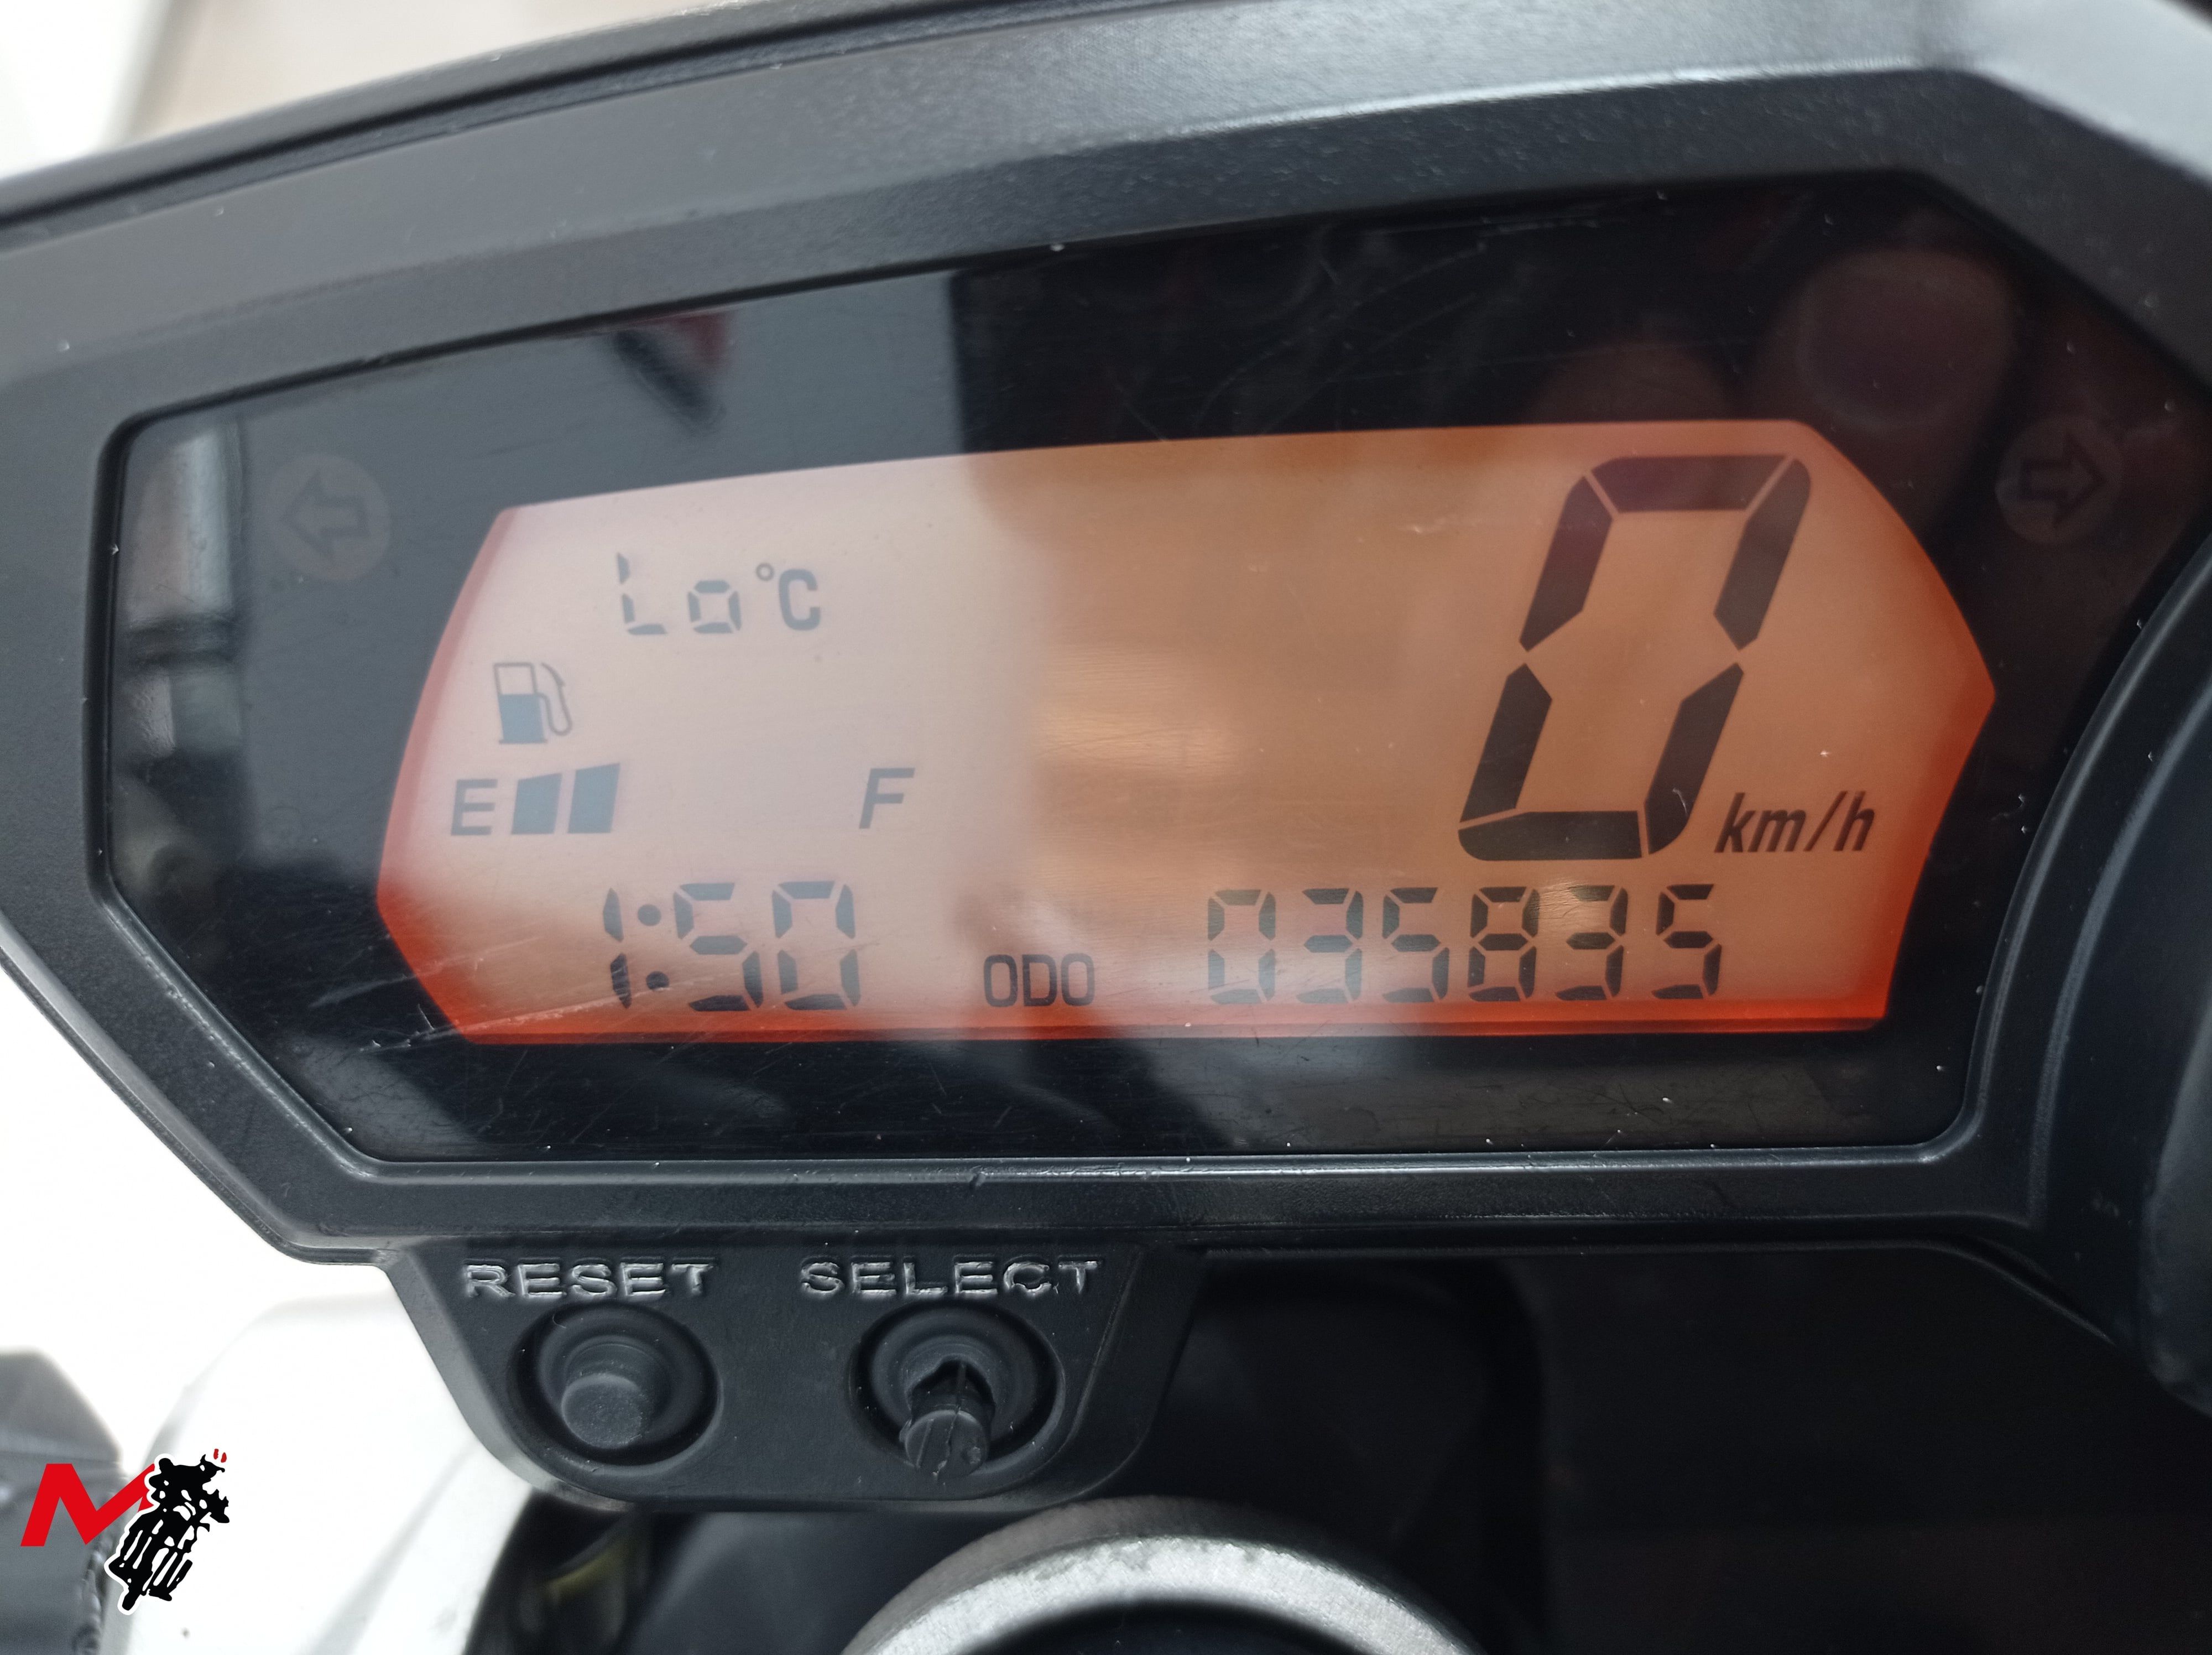 Lo °C
0 km/h
E F
1:50 ODO 035835
RESET SELECT
M